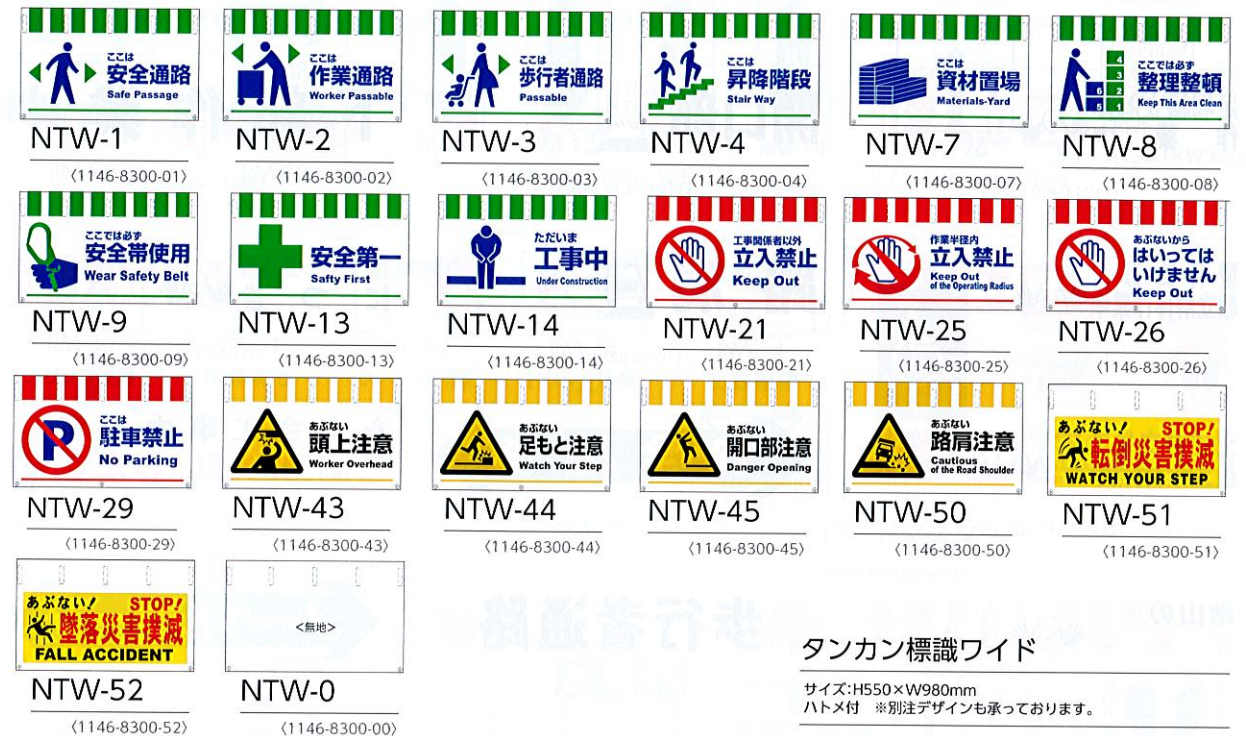 ここは
安全通路
Safe Passage
NTW-1
〈1146-8300-01〉
ここは
作業通路
Worker Passable
NTW-2
〈1146-8300-02〉
ここは
歩行者通路
Passable
NTW-3
〈1146-8300-03〉
ここは
昇降階段
Stair Way
NTW-4
〈1146-8300-04〉
ここは
資材置場
Materials-Yard
NTW-7
〈1146-8300-07〉
4
3
6 2
5 1
ここでは必ず
整理整頓
Keep This Area Clean
NTW-8
〈1146-8300-08〉
ここでは必ず
安全帯使用
Wear Safety Belt
NTW-9
〈1146-8300-09〉
安全第一
Safty First
NTW-13
〈1146-8300-13〉
ただいま
工事中
Under Construction
NTW-14
〈1146-8300-14〉
工事関係者以外
立入禁止
Keep Out
NTW-21
〈1146-8300-21〉
作業半径内
立入禁止
Keep Out
of the Operating Radius
NTW-25
〈1146-8300-25〉
あぶないから
はいっては
いけません
Keep Out
NTW-26
〈1146-8300-26〉
P
ここは
駐車禁止
No Parking
NTW-29
〈1146-8300-29〉
あぶない
頭上注意
Worker Overhead
NTW-43
〈1146-8300-43〉
あぶない
足もと注意
Watch Your Step
NTW-44
〈1146-8300-44〉
あぶない
開口部注意
Danger Opening
NTW-45
〈1146-8300-45〉
あぶない
路肩注意
Cautious
of the Road Shoulder
NTW-50
〈1146-8300-50〉
あぶない! STOP!
転倒災害撲滅
WATCH YOUR STEP
NTW-51
〈1146-8300-51〉
あぶない! STOP!
墜落災害撲滅
FALL ACCIDENT
NTW-52
〈1146-8300-52〉
<無地>
NTW-0
〈1146-8300-00〉
タンカン標識ワイド
サイズ:H550×W980mm
ハトメ付 ※別注デザインも承っております。